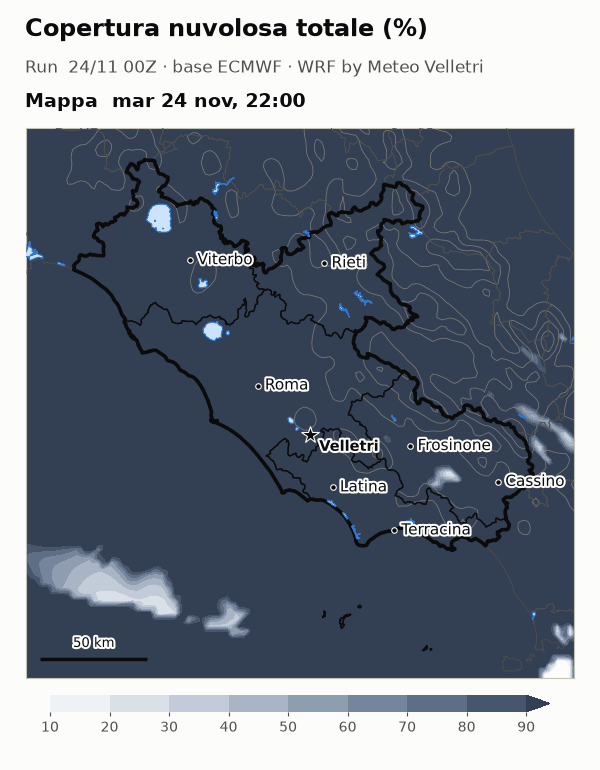 Copertura nuvolosa totale (%)
Run 24/11 00Z · base ECMWF · WRF by Meteo Velletri
Mappa mar 24 nov, 22:00
Viterbo
Rieti
Roma
Velletri
Frosinone
Latina
Cassino
Terracina
50 km
10 20 30 40 50 60 70 80 90